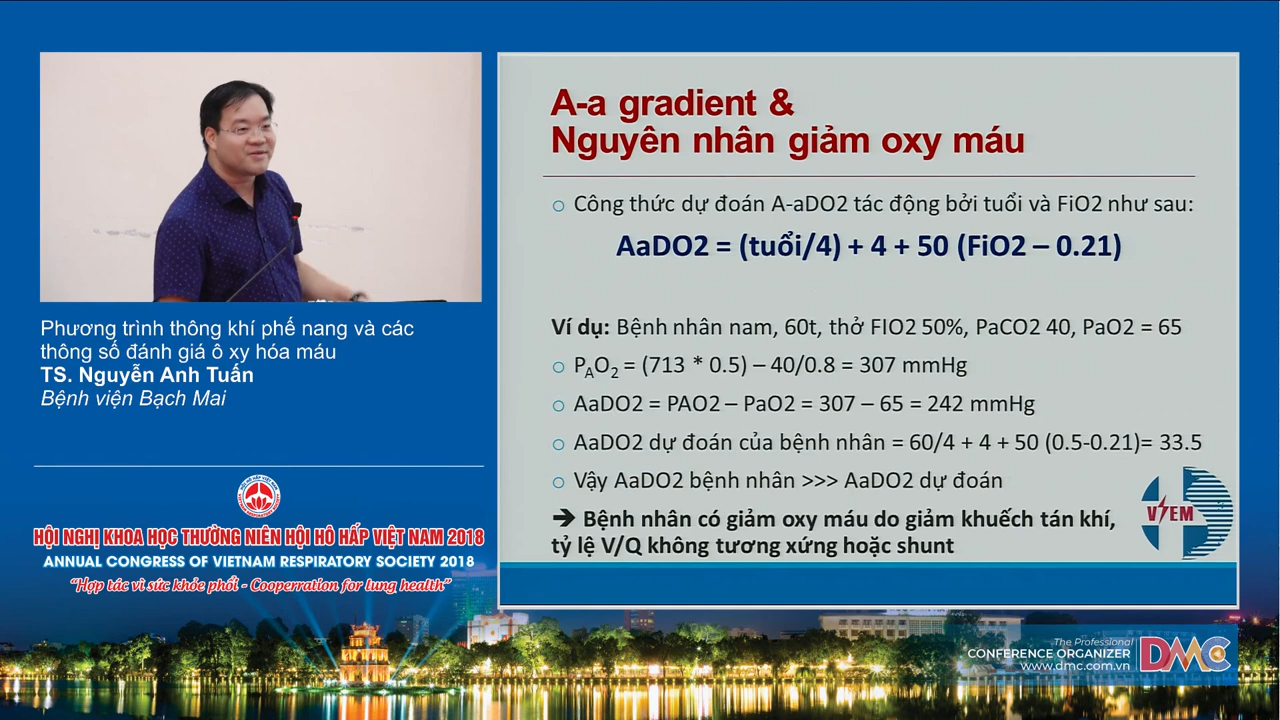 A-a gradient &
Nguyên nhân giảm oxy máu
○ Công thức dự đoán A-aDO2 tác động bởi tuổi và FiO2 như sau:
AaDO2 = (tuổi/4) + 4 + 50 (FiO2 – 0.21)
Ví dụ: Bệnh nhân nam, 60t, thở FIO2 50%, PaCO2 40, PaO2 = 65
○ PAO2 = (713 * 0.5) – 40/0.8 = 307 mmHg
○ AaDO2 = PAO2 – PaO2 = 307 – 65 = 242 mmHg
○ AaDO2 dự đoán của bệnh nhân = 60/4 + 4 + 50 (0.5-0.21)= 33.5
○ Vậy AaDO2 bệnh nhân >>> AaDO2 dự đoán
➔ Bệnh nhân có giảm oxy máu do giảm khuếch tán khí,
tỷ lệ V/Q không tương xứng hoặc shunt
VSEM
Phương trình thông khí phế nang và các
thông số đánh giá ô xy hóa máu
TS. Nguyễn Anh Tuấn
Bệnh viện Bạch Mai
HỘI HÔ HẤP VIỆT NAM
HỘI NGHỊ KHOA HỌC THƯỜNG NIÊN HỘI HÔ HẤP VIỆT NAM 2018
ANNUAL CONGRESS OF VIETNAM RESPIRATORY SOCIETY 2018
“Hợp tác vì sức khỏe phổi - Cooperration for lung health”
The Professional
CONFERENCE ORGANIZER
www.dmc.com.vn
DMC